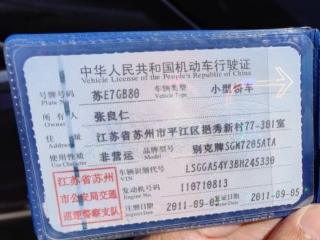 中华人民共和国机动车行驶证
Vehicle License of the People's Republic of China
号牌号码 苏E7GB80 车辆类型 小型轿车
Plate No. Vehicle Type
所有人 张良仁
Owner
住址 江苏省苏州市平江区挹秀新村77-301室
Address
使用性质 非营运 品牌型号 别克牌SGM7205ATA
Use Character Model
江苏省苏州市公安局交通巡逻警察支队
车辆识别代号 LSGGA54Y3BH245330
VIN
发动机号码 110710813
Engine No.
注册日期 2011-09-05 发证日期 2011-09-05
Register Date Issue Date